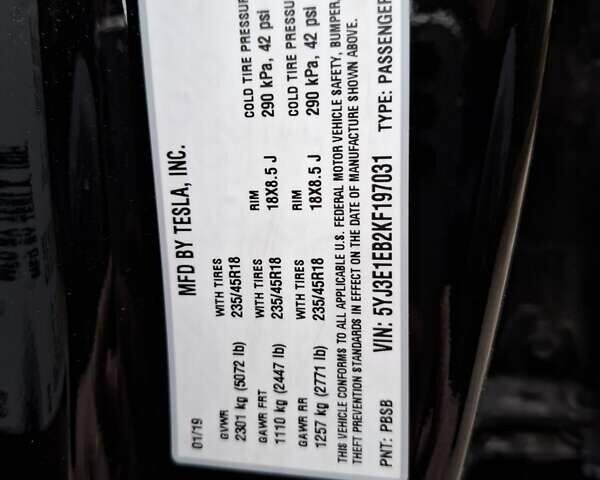 MFD BY TESLA, INC.
01/19
GVWR
2301 kg (5072 lb)
WITH TIRES
235/45R18
RIM
18X8.5 J
COLD TIRE PRESSURE
290 kPa, 42 psi
GAWR FRT
1110 kg (2447 lb)
WITH TIRES
235/45R18
RIM
18X8.5 J
COLD TIRE PRESSU
290 kPa, 42 psi
GAWR RR
1257 kg (2771 lb)
WITH TIRES
235/45R18
THIS VEHICLE CONFORMS TO ALL APPLICABLE U.S. FEDERAL MOTOR VEHICLE SAFETY, BUMPER,
THEFT PREVENTION STANDARDS IN EFFECT ON THE DATE OF MANUFACTURE SHOWN ABOVE.
PNT: PBSB VIN: 5YJ3E1EB2KF197031 TYPE: PASSENGER